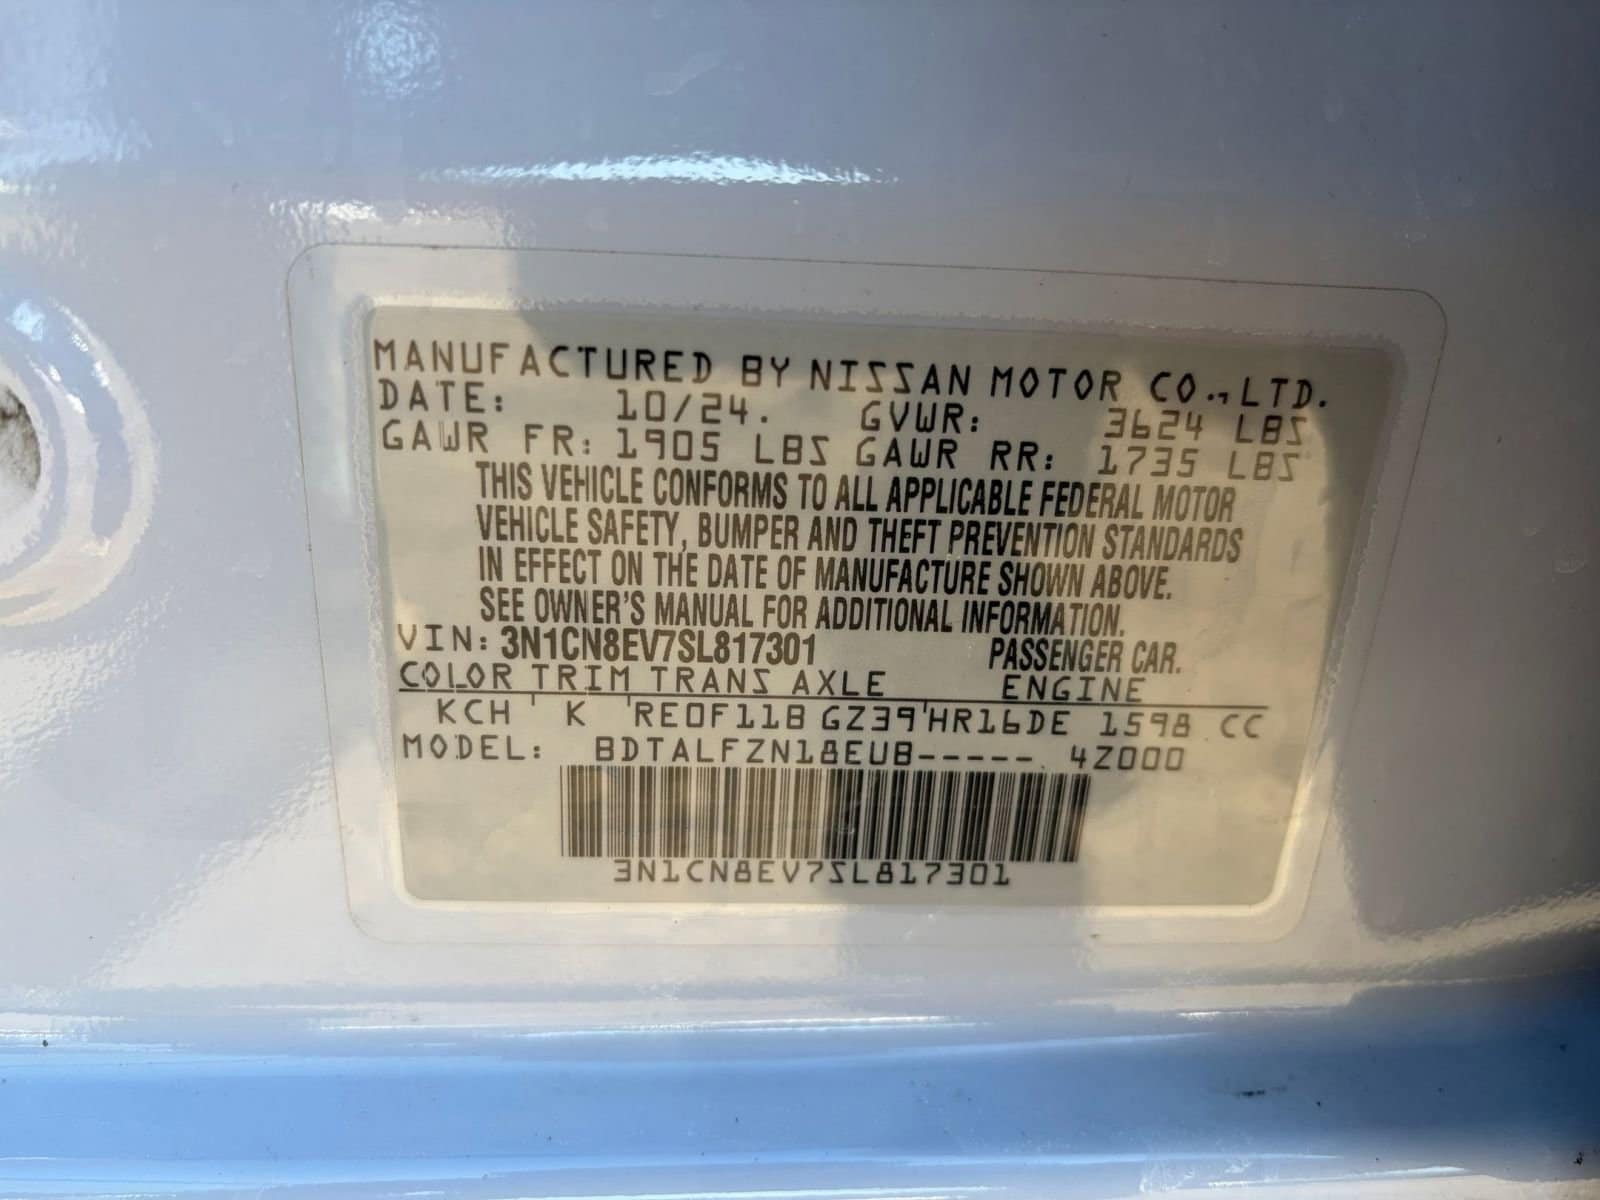 MANUFACTURED BY NISSAN MOTOR CO., LTD.
DATE: 10/24. GVWR: 3624 LBS
GAWR FR: 1905 LBS GAWR RR: 1735 LBS
THIS VEHICLE CONFORMS TO ALL APPLICABLE FEDERAL MOTOR
VEHICLE SAFETY, BUMPER AND THEFT PREVENTION STANDARDS
IN EFFECT ON THE DATE OF MANUFACTURE SHOWN ABOVE.
SEE OWNER'S MANUAL FOR ADDITIONAL INFORMATION.
VIN: 3N1CN8EV7SL817301 PASSENGER CAR.
COLOR TRIM TRANS AXLE ENGINE
KCH K RE0F11B GZ39 HR16DE 1598 CC
MODEL: BDTALFZN18EUB----- 4Z000
3N1CN8EV7SL817301